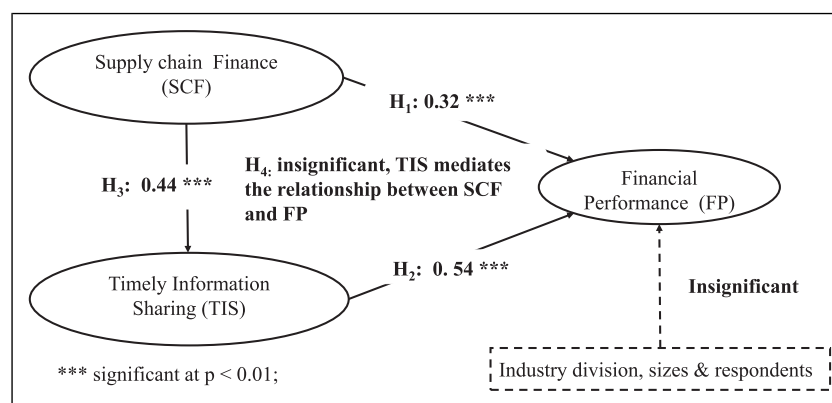 Supply chain  Finance
(SCF)
H1: 0.32 ***
H3:  0.44 ***
H4: insignificant, TIS mediates
the relationship between SCF
and FP
Financial
Performance  (FP)
H2:  0. 54 ***
Timely Information
Sharing (TIS)
Insignificant
*** significant at p < 0.01;
Industry division, sizes & respondents